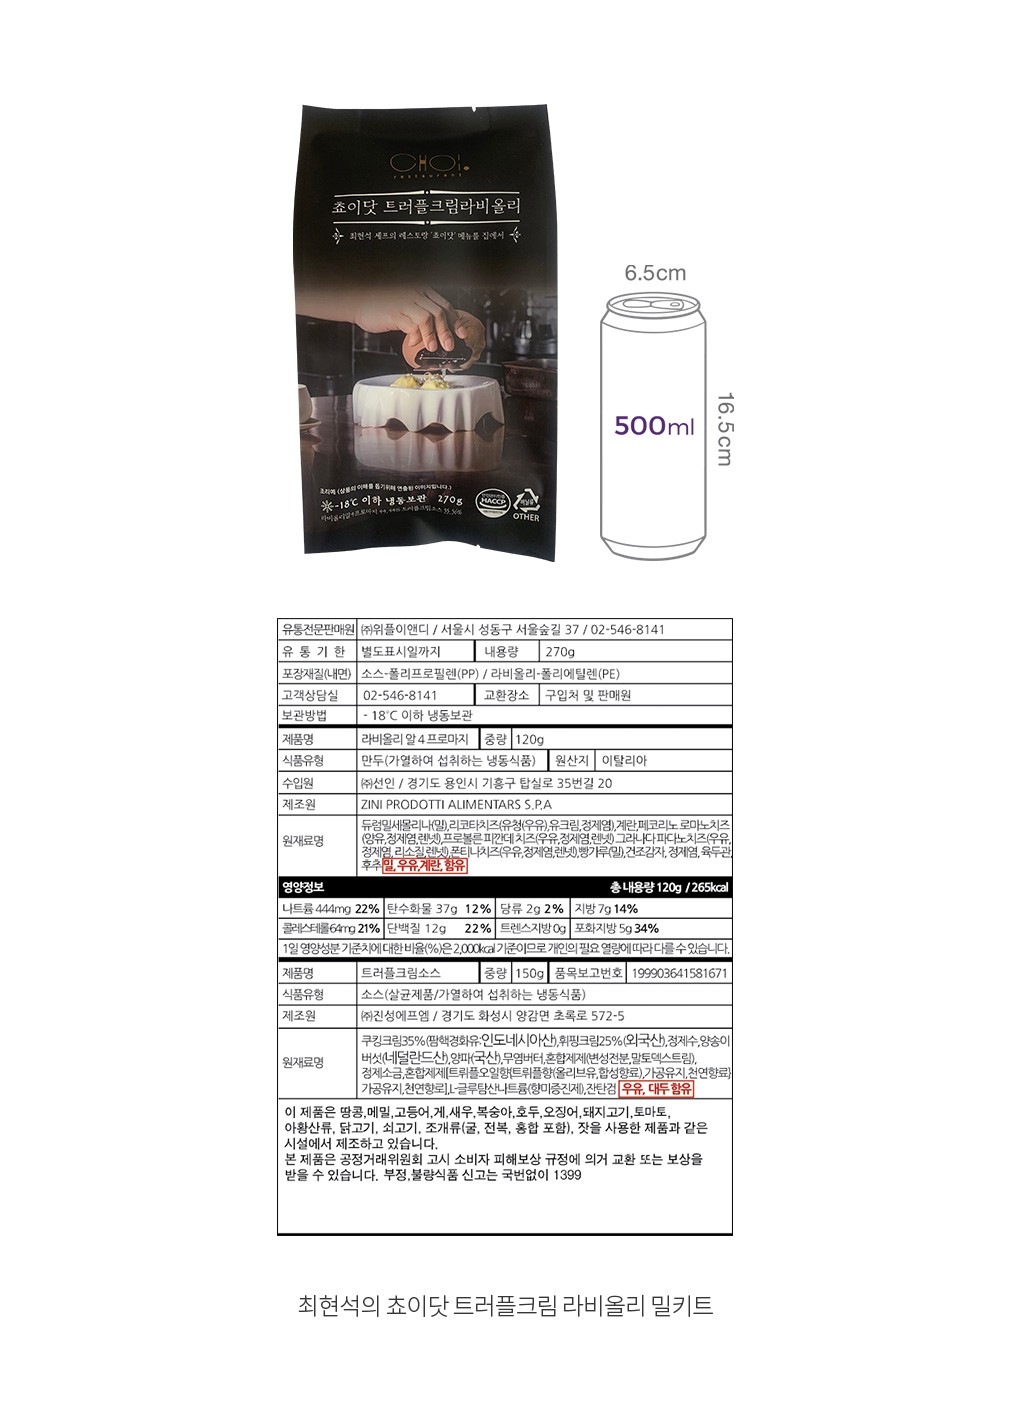 CHOI.
restaurant
쵸이닷 트러플크림라비올리
최현석 셰프의 레스토랑 '쵸이닷' 메뉴를 집에서
조리예 (상품의 이해를 돕기위해 연출된 이미지입니다.)
-18℃ 이하 냉동보관 270g
HACCP
OTHER
6.5cm
500ml
16.5cm
유통전문판매원 ㈜위플이앤디 / 서울시 성동구 서울숲길 37 / 02-546-8141
유 통 기 한 별도표시일까지 내용량 270g
포장재질(내면) 소스-폴리프로필렌(PP) / 라비올리-폴리에틸렌(PE)
고객상담실 02-546-8141 교환장소 구입처 및 판매원
보관방법 - 18℃ 이하 냉동보관
제품명 라비올리 알 4 프로마지 중량 120g
식품유형 만두(가열하여 섭취하는 냉동식품) 원산지 이탈리아
수입원 ㈜선인 / 경기도 용인시 기흥구 탑실로 35번길 20
제조원 ZINI PRODOTTI ALIMENTARS S.P.A
원재료명 듀럼밀세몰리나(밀),리코타치즈(유청(우유),유크림,정제염),계란,페코리노 로마노치즈
(양유,정제염,렌넷),프로볼른 피깐데 치즈(우유,정제염,렌넷) 그라나다 파다노치즈(우유,
정제염, 리소질,렌넷),폰티나치즈(우유,정제염,렌넷),빵가루(밀),건조감자, 정제염, 육두관,
후추 밀, 우유,계란, 함유
영양정보 총 내용량 120g / 265kcal
나트륨 444mg 22% 탄수화물 37g 12% 당류 2g 2% 지방 7g 14%
콜레스테롤 64mg 21% 단백질 12g 22% 트렌스지방 0g 포화지방 5g 34%
1일 영양성분 기준치에 대한 비율(%)은 2,000kcal 기준이므로 개인의 필요 열량에 따라 다를 수 있습니다.
제품명 트러플크림소스 중량 150g 품목보고번호 199903641581671
식품유형 소스(살균제품/가열하여 섭취하는 냉동식품)
제조원 ㈜진성에프엠 / 경기도 화성시 양감면 초록로 572-5
원재료명 쿠킹크림35%(팜핵경화유:인도네시아산),휘핑크림25%(외국산),정제수,양송이
버섯(네덜란드산),양파(국산),무염버터,혼합제제(변성전분,말토덱스트림),
정제소금,혼합제제[트뤼플오일향(트뤼플향(올리브유,합성향료),가공유지,천연향료}
가공유지,천연향로],L-글루탐산나트륨(향미증진제),잔탄검 우유, 대두 함유
이 제품은 땅콩,메밀,고등어,게,새우,복숭아,호두,오징어,돼지고기,토마토,
아황산류, 닭고기, 쇠고기, 조개류(굴, 전복, 홍합 포함), 잣을 사용한 제품과 같은
시설에서 제조하고 있습니다.
본 제품은 공정거래위원회 고시 소비자 피해보상 규정에 의거 교환 또는 보상을
받을 수 있습니다. 부정,불량식품 신고는 국번없이 1399
최현석의 쵸이닷 트러플크림 라비올리 밀키트